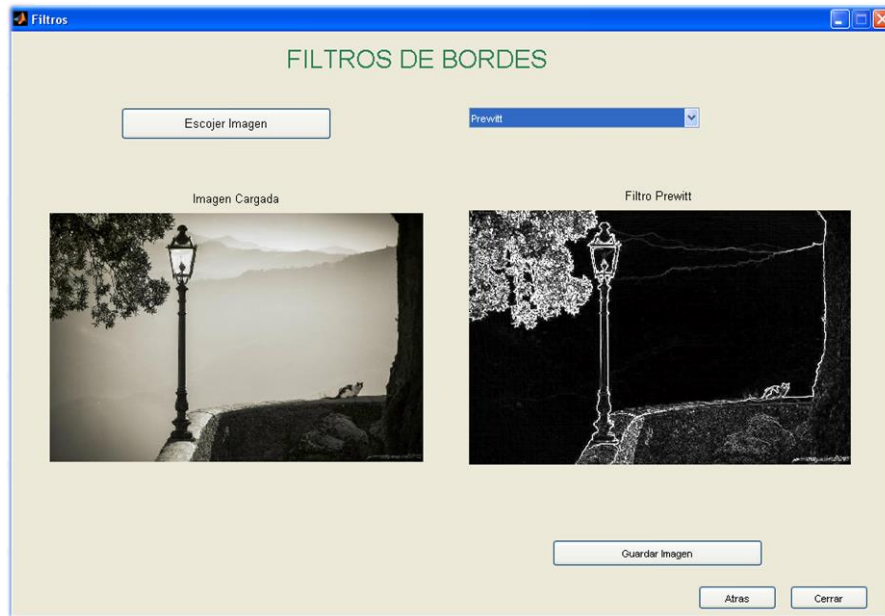 Filtros
FILTROS DE BORDES
Escojer Imagen
Prewitt
Imagen Cargada
Filtro Prewitt
Guardar Imagen
Atras
Cerrar